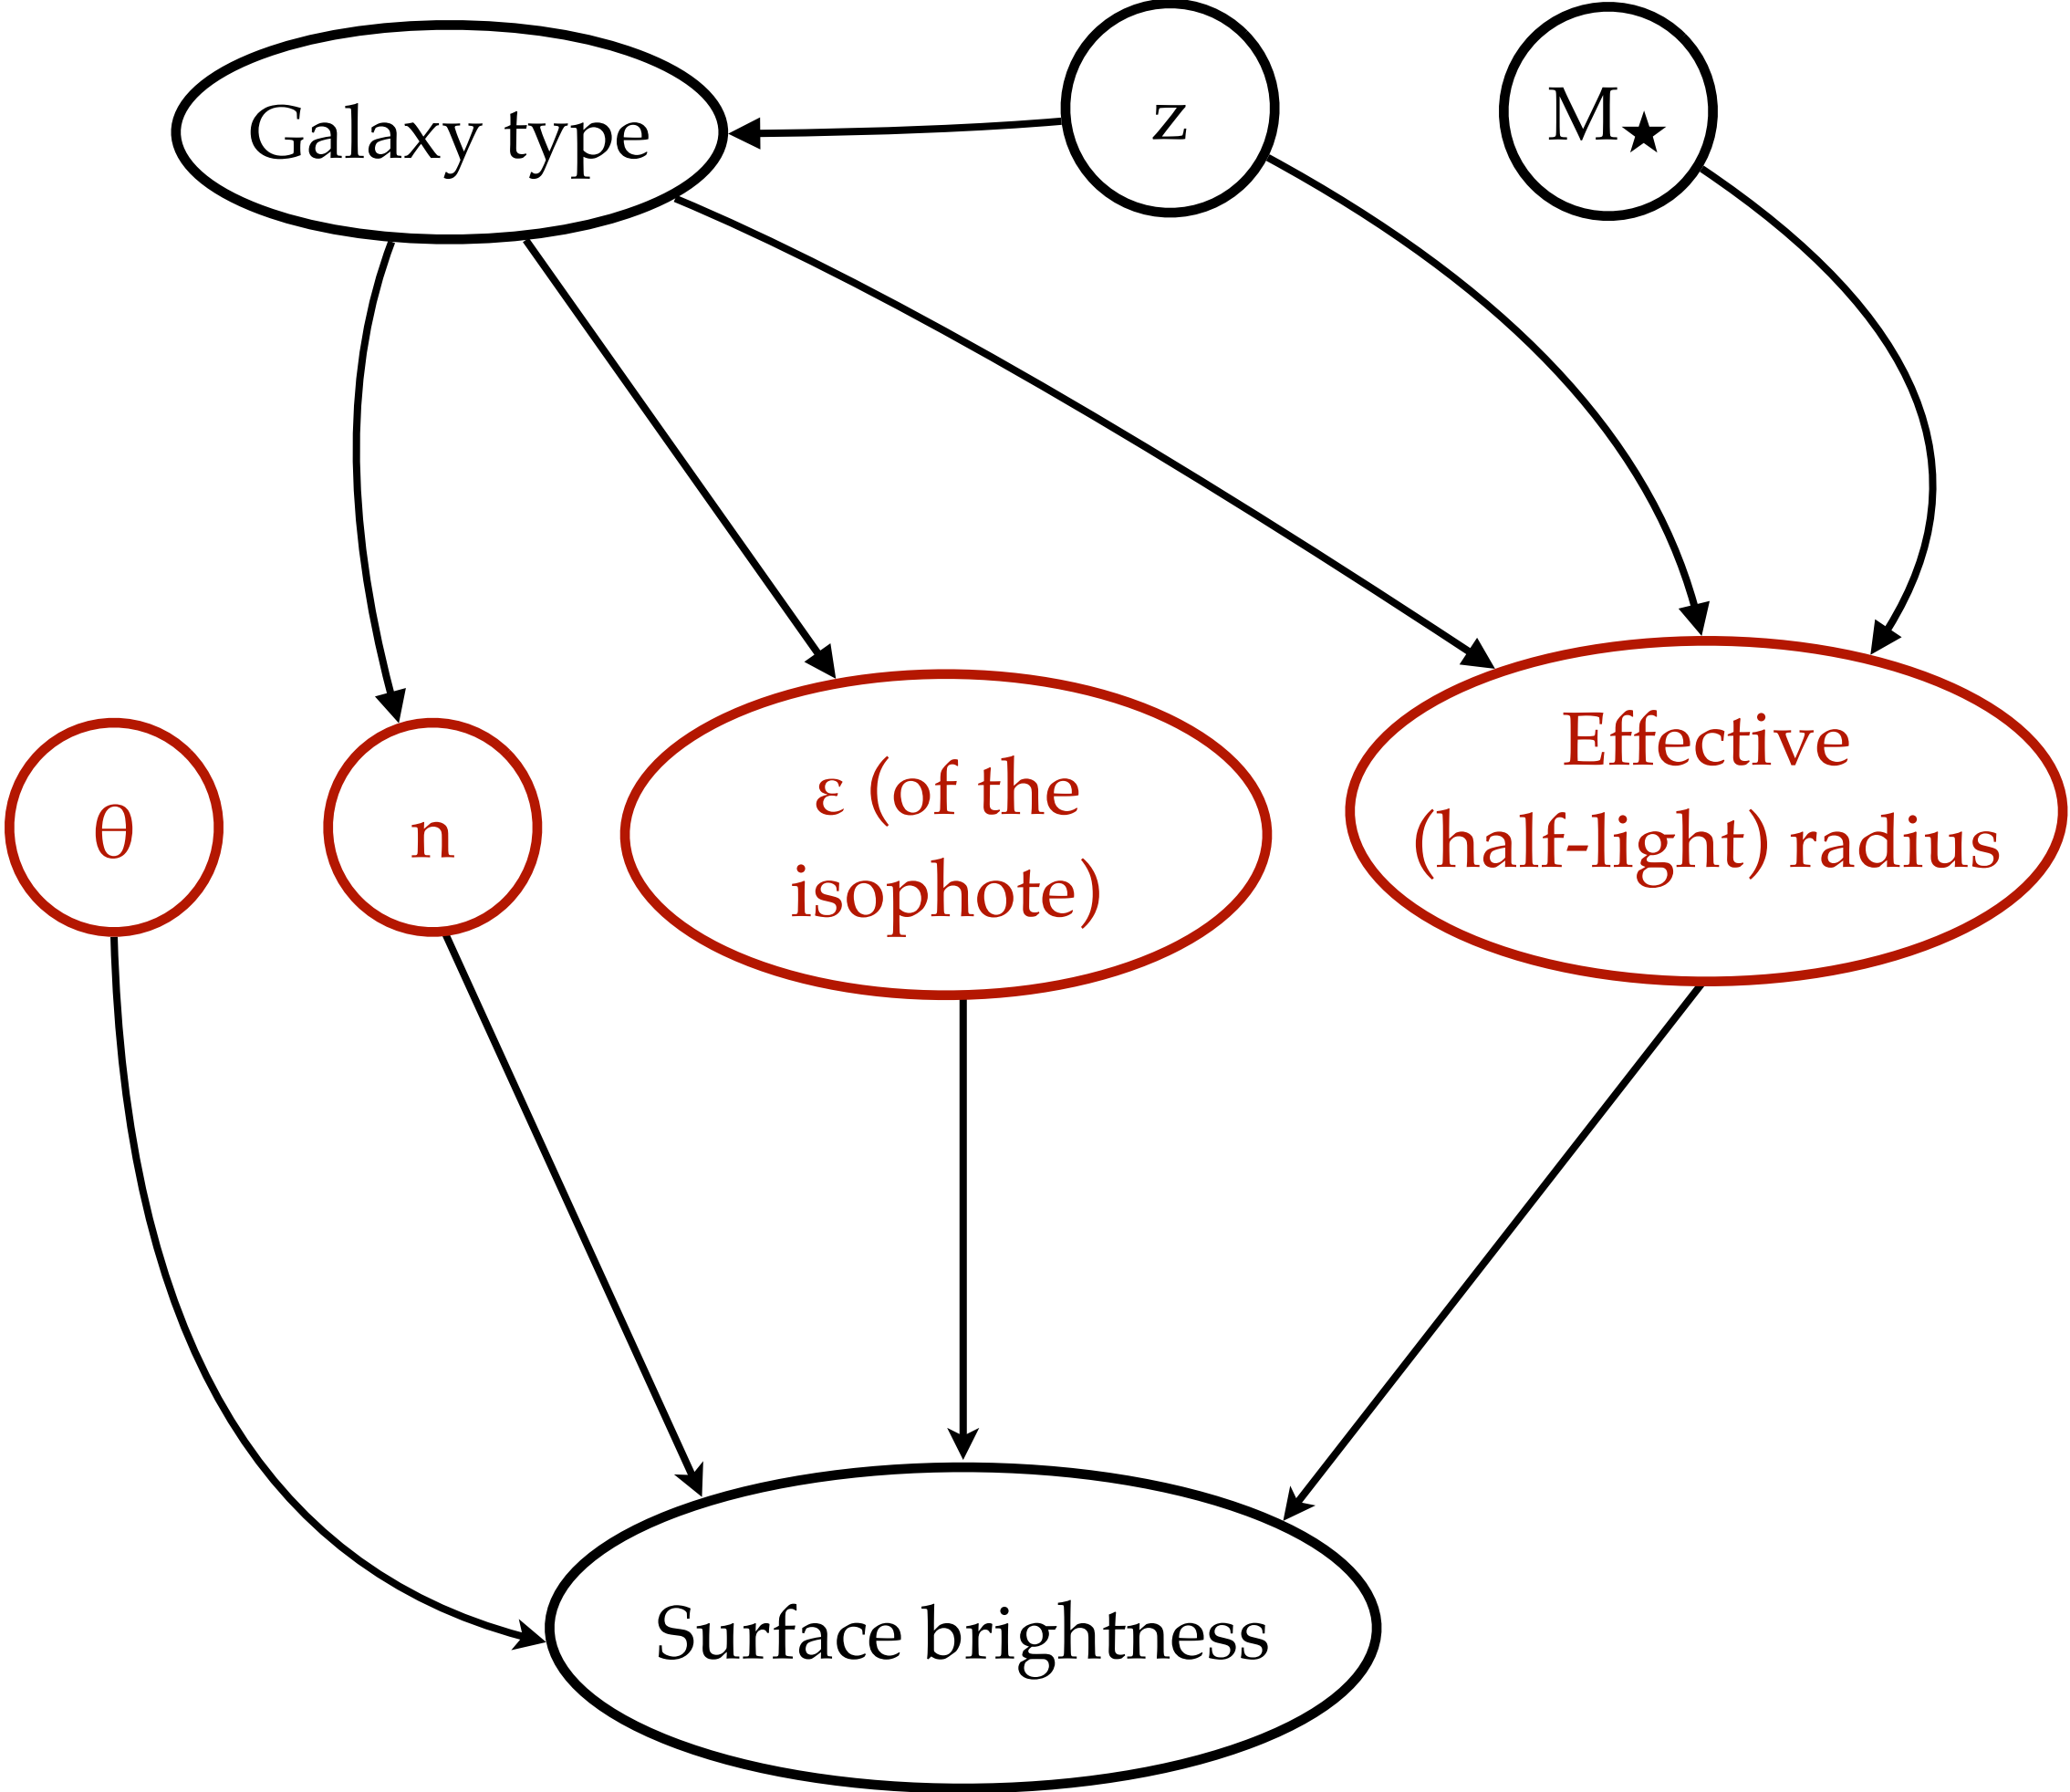 Galaxy type
z
M★
θ
n
ε (of the
isophote)
Effective
(half-light) radius
Surface brightness